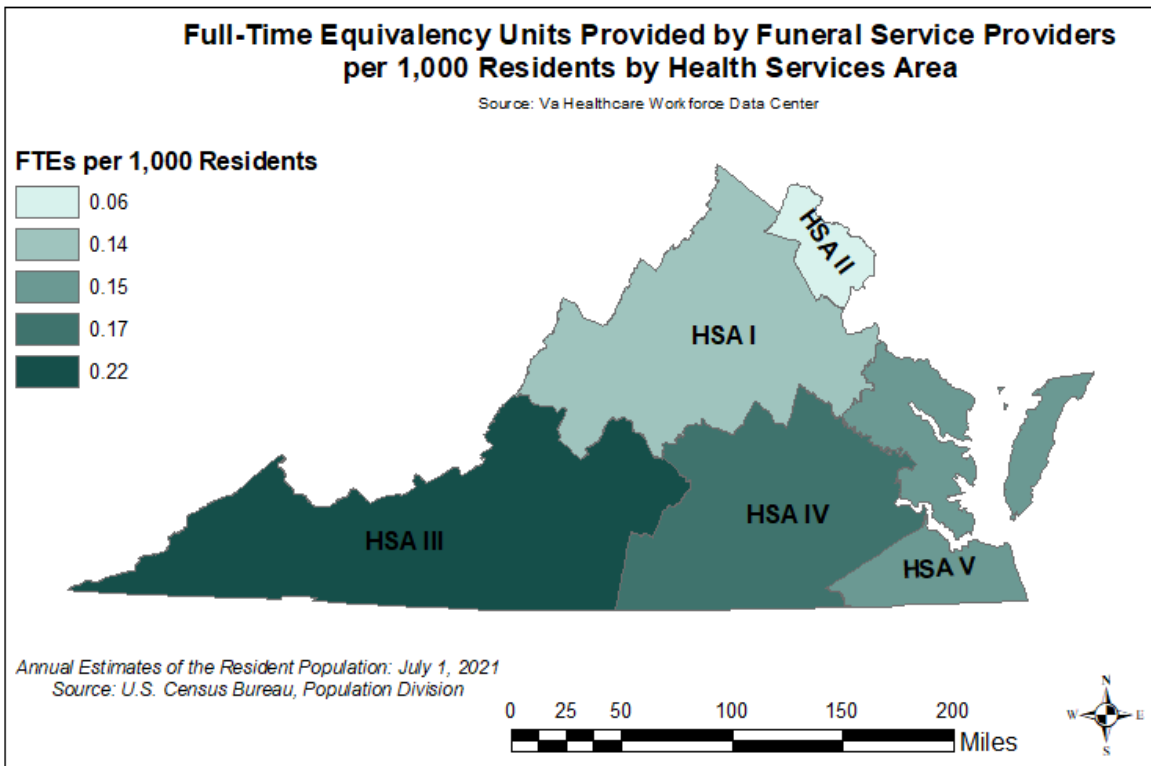 Full-Time Equivalency Units Provided by Funeral Service Providers
per 1,000 Residents by Health Services Area
Source: Va Healthcare Workforce Data Center
FTEs per 1,000 Residents
0.06
0.14
0.15
0.17
0.22
HSA II
HSA I
HSA IV
HSA III
HSA V
Annual Estimates of the Resident Population: July 1, 2021
Source: U.S. Census Bureau, Population Division
0 25 50 100 150 200
Miles
N
W E
S